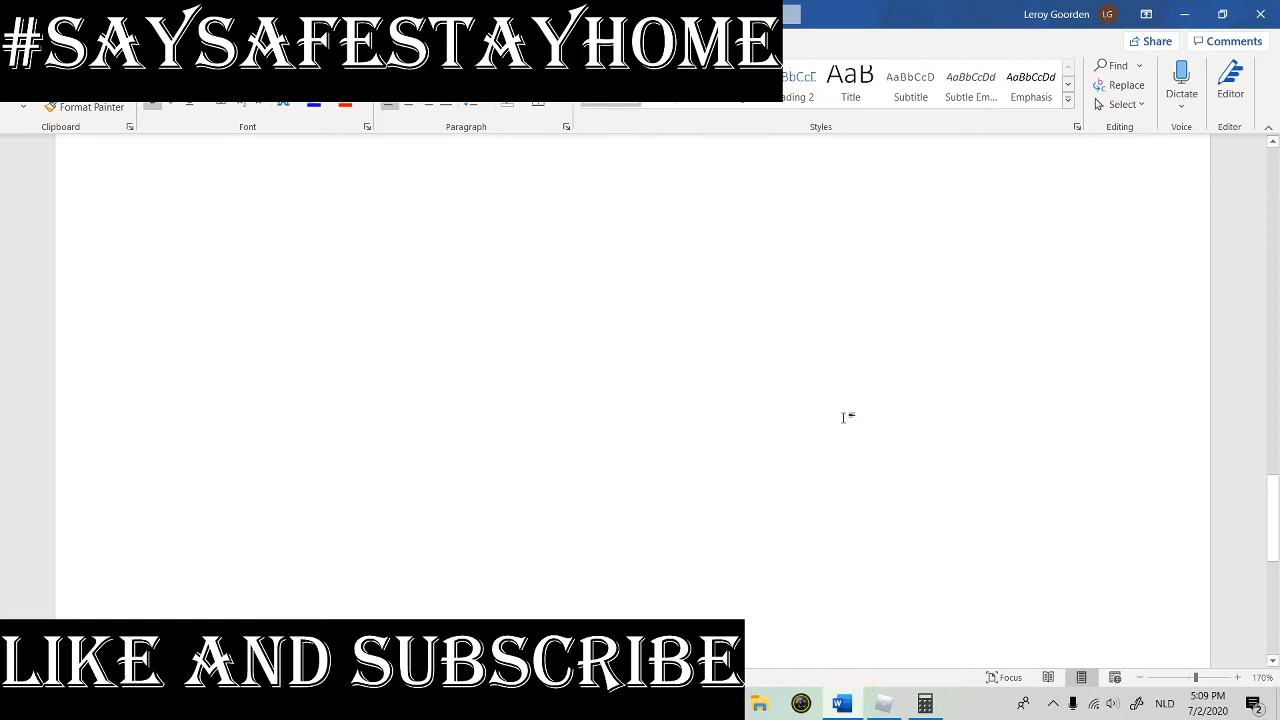 #SAYSAFESTAYHOME
Leroy Goorden LG
Share Comments
AaB AaBbCcD AaBbCcDd AaBbCcDd
Title Subtitle Subtle Em... Emphasis
Find
Replace
Select
Dictate
Editor
Format Painter
Clipboard Font Paragraph Styles Editing Voice Editor
LIKE AND SUBSCRIBE
Focus 170%
NLD
5:09 PM
7/2/2020
2